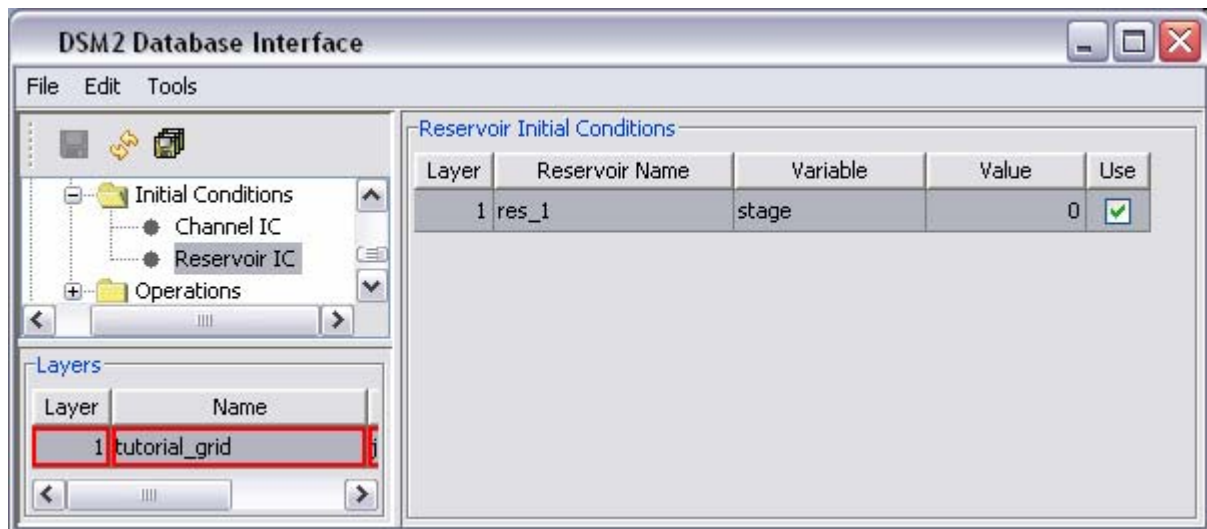 DSM2 Database Interface
File Edit Tools
Initial Conditions
Channel IC
Reservoir IC
Operations
Layers
Layer Name
1 tutorial_grid j
Reservoir Initial Conditions
Layer Reservoir Name Variable Value Use
1 res_1 stage 0